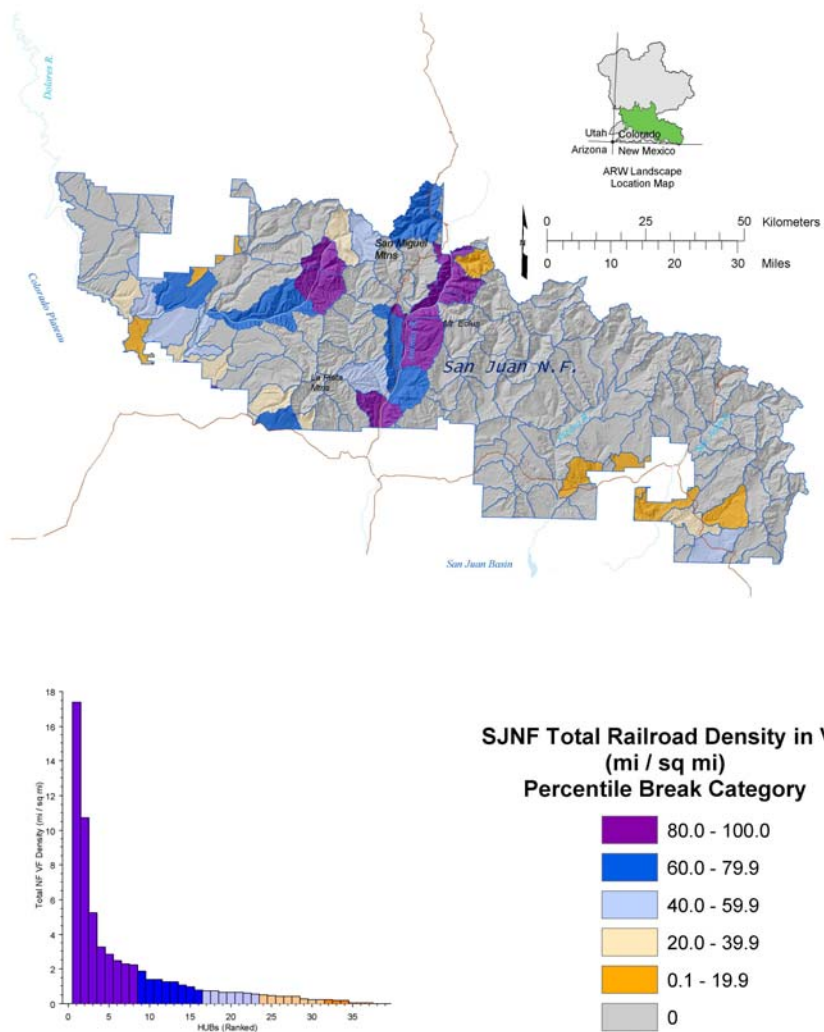 Dolores R.
Utah
Colorado
Arizona
New Mexico
ARW Landscape
Location Map
0 25 50 Kilometers
N
0 10 20 30 Miles
San Miguel
Mtns
Colorado Plateau
San Juan N.F.
La Plata
Mtns
San Juan Basin
18
16
14
12
10
8
6
4
2
0
Total NF VF Density (mi / sq mi)
0 5 10 15 20 25 30 35
HUBs (Ranked)
SJNF Total Railroad Density in V
(mi / sq mi)
Percentile Break Category
80.0 - 100.0
60.0 - 79.9
40.0 - 59.9
20.0 - 39.9
0.1 - 19.9
0